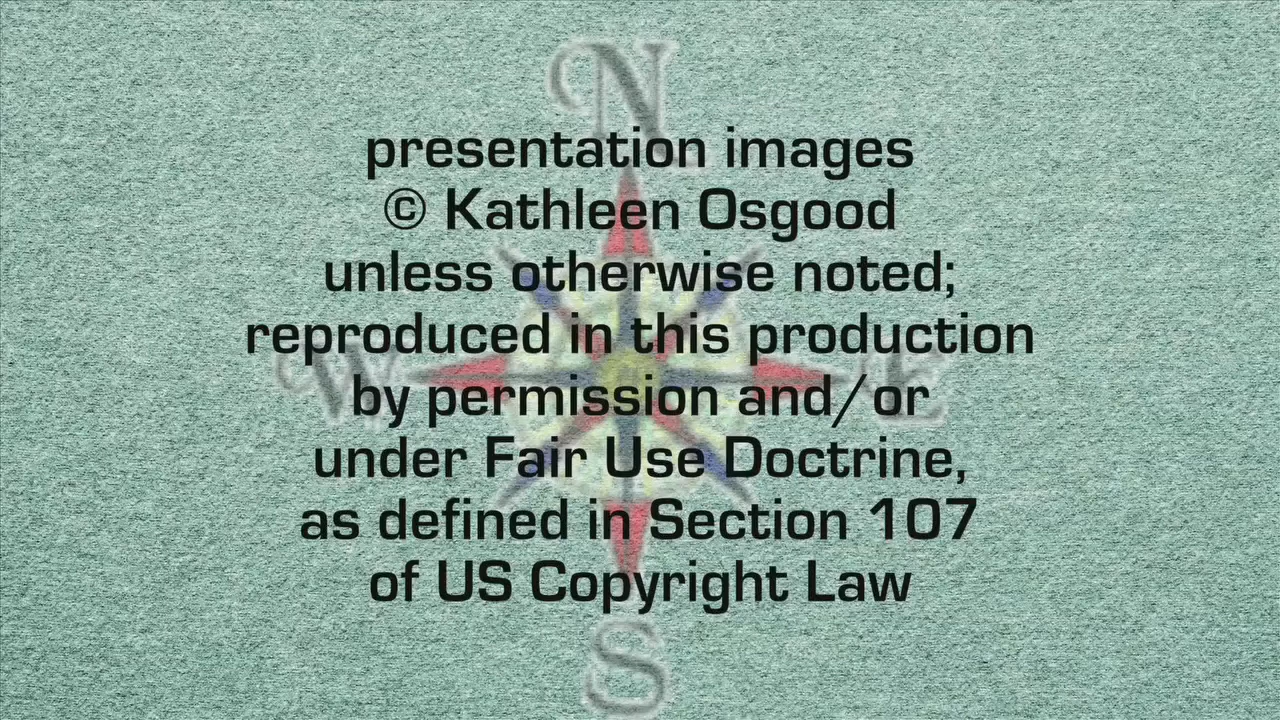 N
presentation images
© Kathleen Osgood
unless otherwise noted;
reproduced in this production
W E
by permission and/or
under Fair Use Doctrine,
as defined in Section 107
of US Copyright Law
S